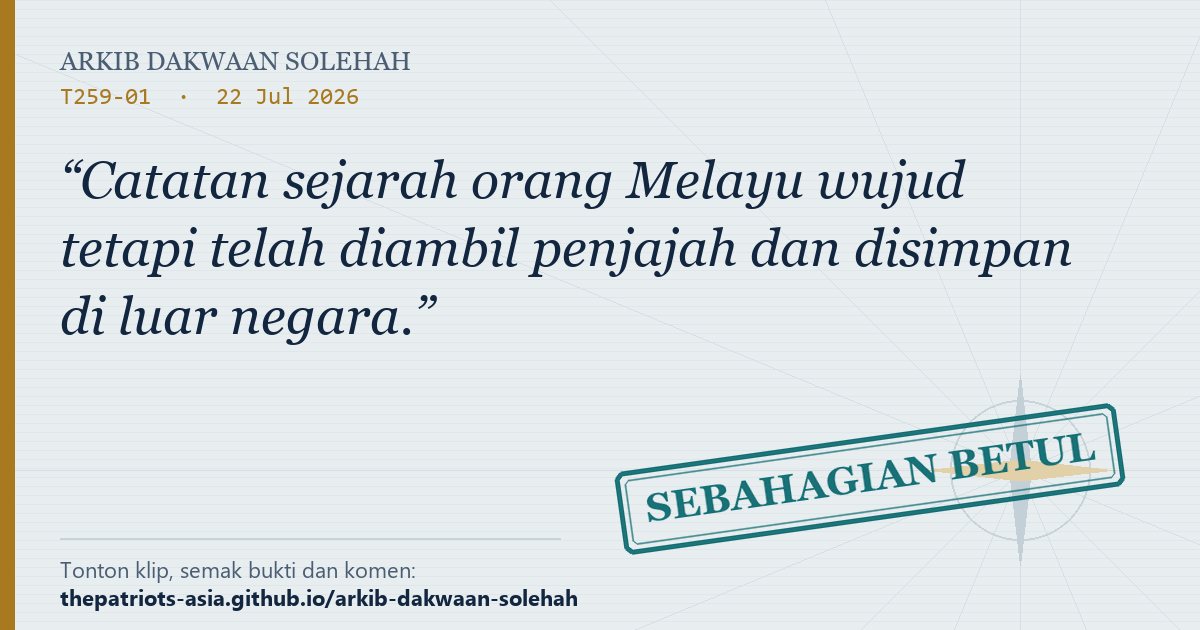 ARKIB DAKWAAN SOLEHAH
T259-01 · 22 Jul 2026
“Catatan sejarah orang Melayu wujud
tetapi telah diambil penjajah dan disimpan
di luar negara.”
SEBAHAGIAN BETUL
Tonton klip, semak bukti dan komen:
thepatriots-asia.github.io/arkib-dakwaan-solehah